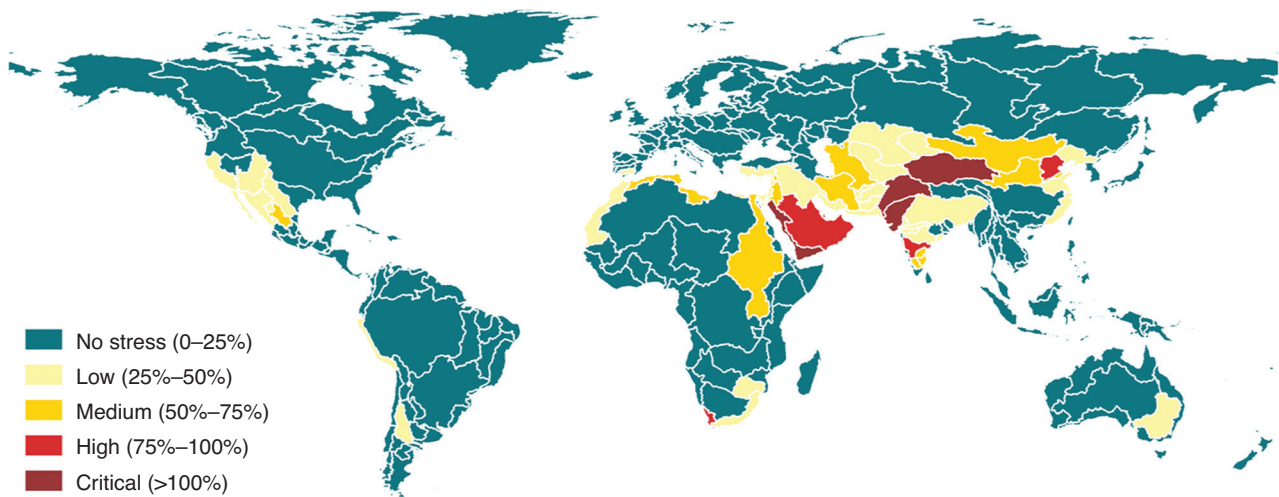 No stress (0–25%)
Low (25%–50%)
Medium (50%–75%)
High (75%–100%)
Critical (>100%)